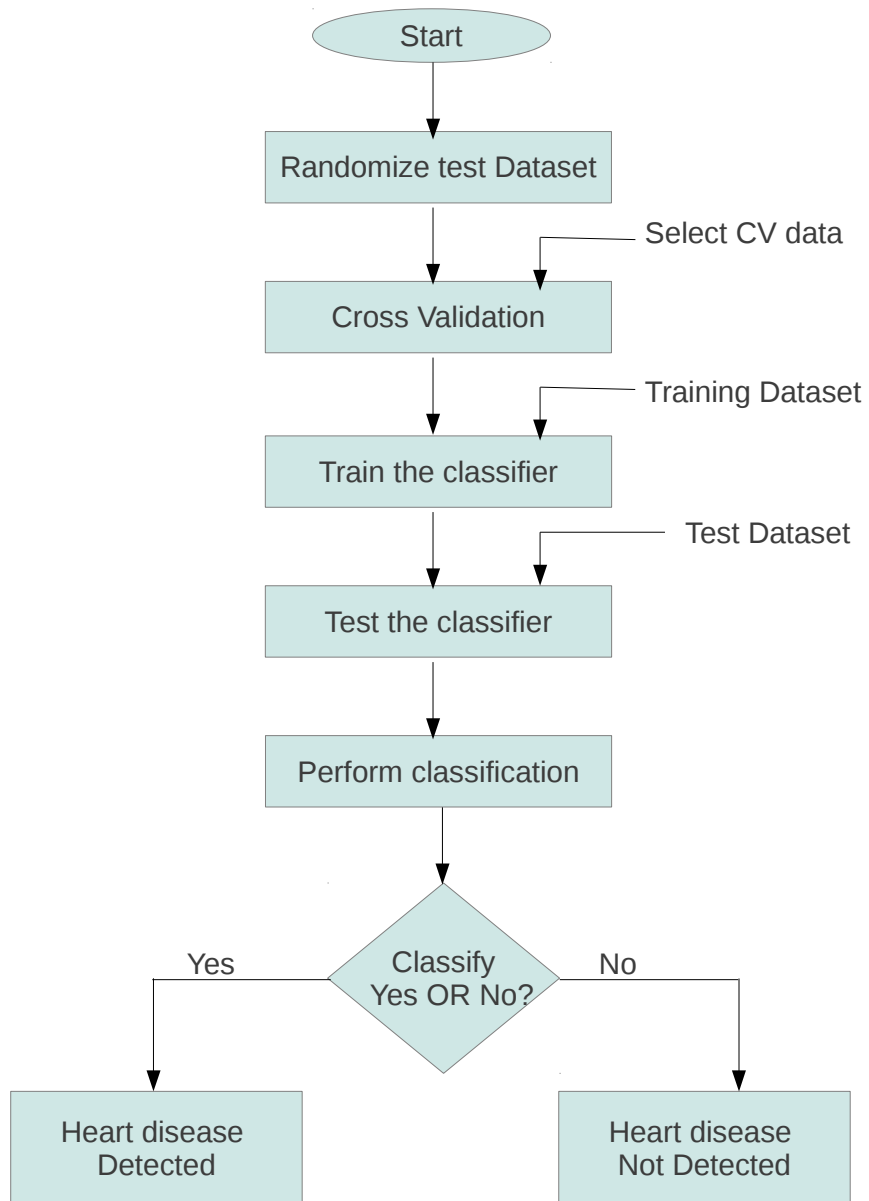 Start
Randomize test Dataset
Select CV data
Cross Validation
Training Dataset
Train the classifier
Test Dataset
Test the classifier
Perform classification
Classify
Yes OR No?
Yes
No
Heart disease
Detected
Heart disease
Not Detected